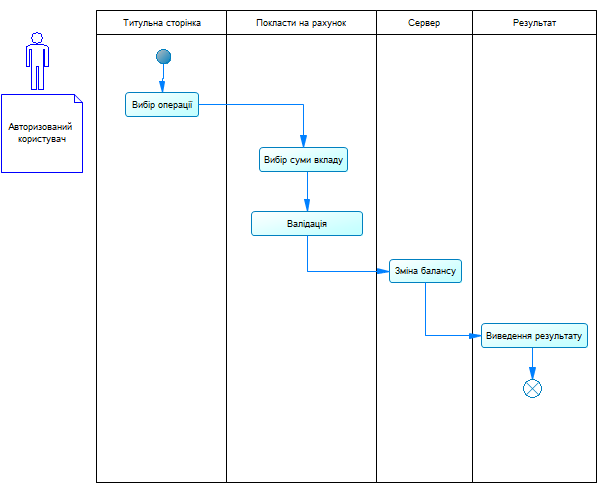 Титульна сторінка
Покласти на рахунок
Сервер
Результат
Авторизований
користувач
Вибір операції
Вибір суми вкладу
Валідація
Зміна балансу
Виведення результату